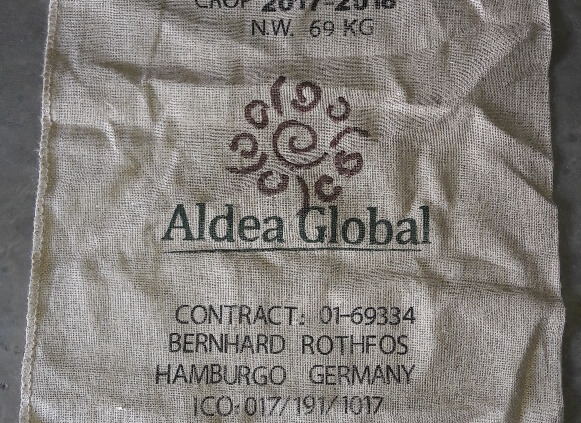 CROP 2017-2018
N.W. 69 KG
Aldea Global
CONTRACT: 01-69334
BERNHARD ROTHFOS
HAMBURGO GERMANY
ICO: 017/191/1017